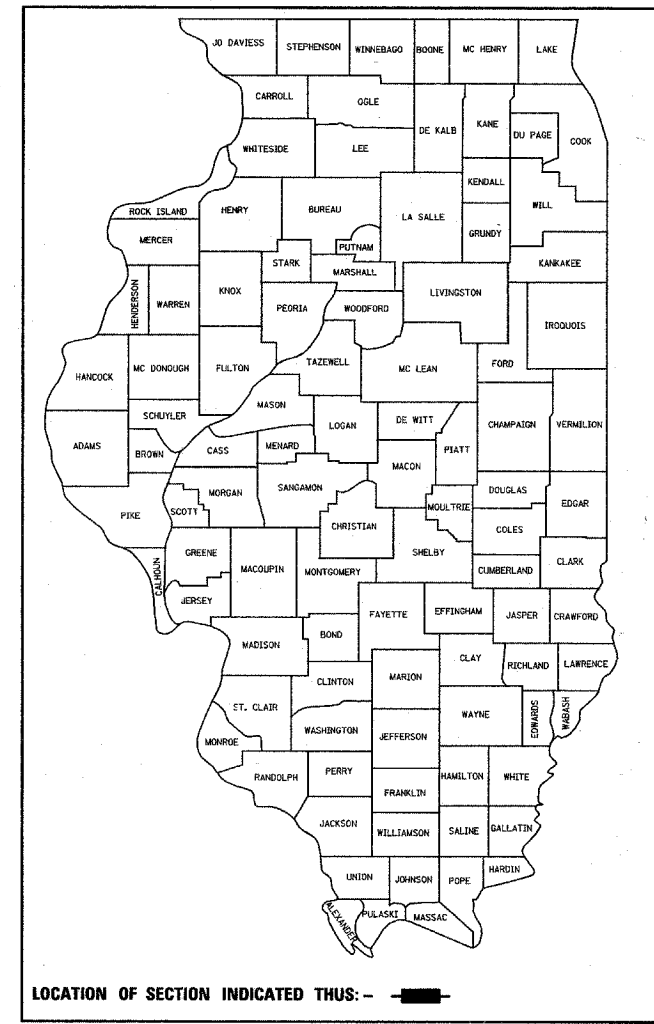 JO DAVIESS
STEPHENSON
WINNEBAGO
BOONE
MC HENRY
LAKE
CARROLL
OGLE
DE KALB
KANE
DU PAGE
COOK
WHITESIDE
LEE
KENDALL
WILL
ROCK ISLAND
HENRY
BUREAU
LA SALLE
GRUNDY
MERCER
PUTNAM
STARK
MARSHALL
KANKAKEE
HENDERSON
WARREN
KNOX
PEORIA
WOODFORD
LIVINGSTON
IROQUOIS
HANCOCK
MC DONOUGH
FULTON
TAZEWELL
MC LEAN
FORD
SCHUYLER
MASON
LOGAN
DE WITT
CHAMPAIGN
VERMILION
ADAMS
BROWN
CASS
MENARD
MACON
PIATT
PIKE
SCOTT
MORGAN
SANGAMON
CHRISTIAN
MOULTRIE
DOUGLAS
EDGAR
COLES
CALHOUN
GREENE
MACOUPIN
MONTGOMERY
SHELBY
CUMBERLAND
CLARK
JERSEY
MADISON
BOND
FAYETTE
EFFINGHAM
JASPER
CRAWFORD
CLINTON
MARION
CLAY
RICHLAND
LAWRENCE
ST. CLAIR
WASHINGTON
JEFFERSON
WAYNE
EDWARDS
WABASH
MONROE
RANDOLPH
PERRY
FRANKLIN
HAMILTON
WHITE
JACKSON
WILLIAMSON
SALINE
GALLATIN
UNION
JOHNSON
POPE
HARDIN
ALEXANDER
PULASKI
MASSAC
LOCATION OF SECTION INDICATED THUS:-